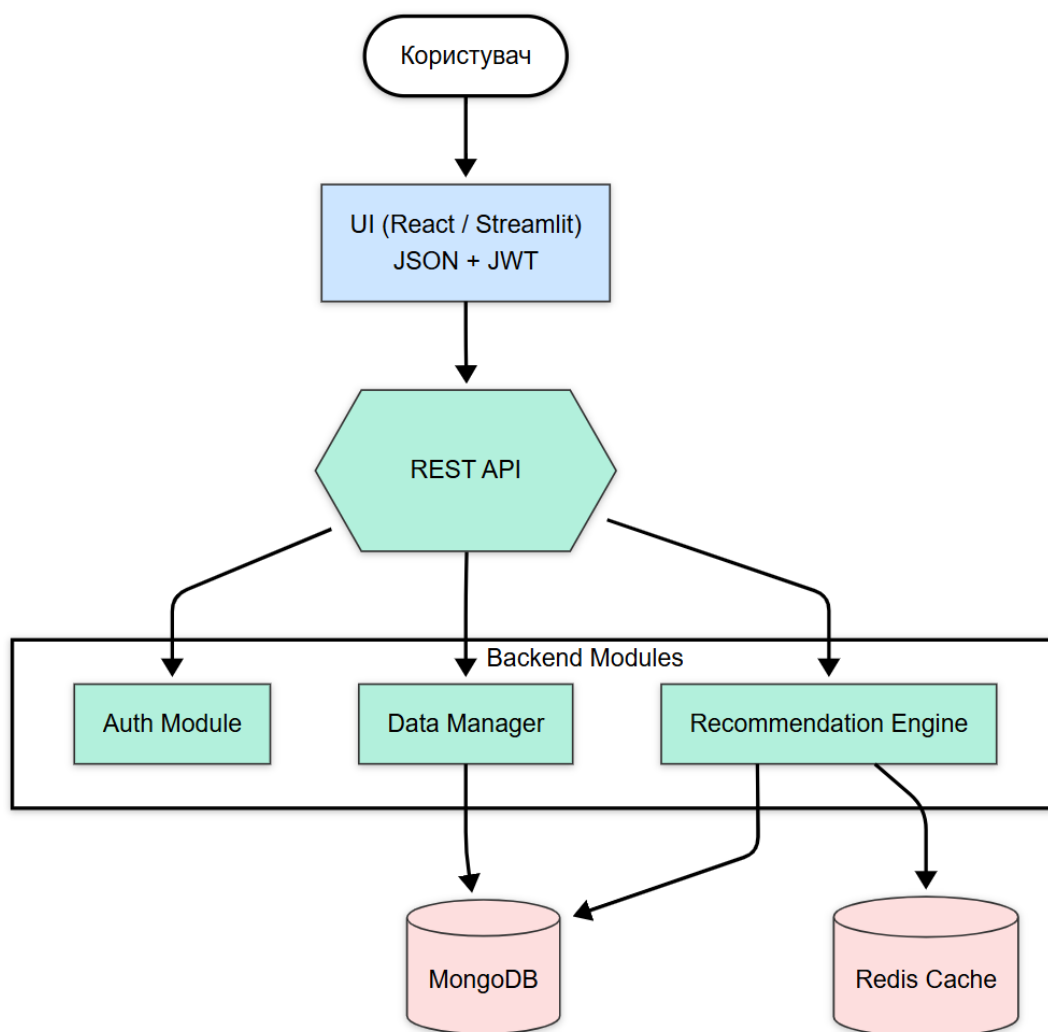 Користувач
UI (React / Streamlit)
JSON + JWT
REST API
Backend Modules
Auth Module
Data Manager
Recommendation Engine
MongoDB
Redis Cache